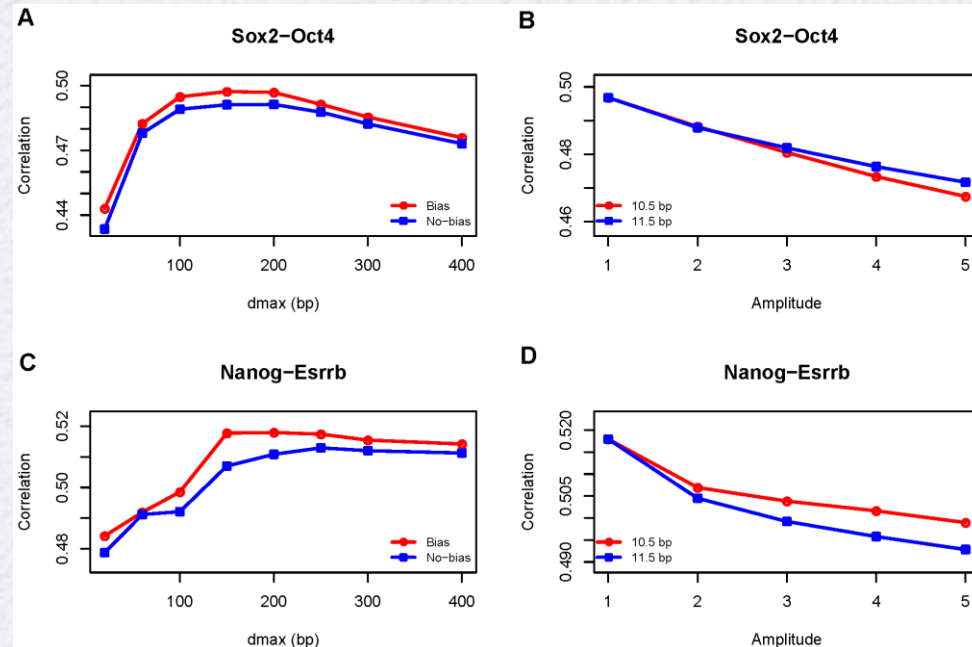 A
Sox2-Oct4
Correlation
0.50
0.47
0.44
Bias
No-bias
100
200
300
400
dmax (bp)
B
Sox2-Oct4
Correlation
0.50
0.48
0.46
10.5 bp
11.5 bp
1
2
3
4
5
Amplitude
C
Nanog-Esrrb
Correlation
0.52
0.50
0.48
Bias
No-bias
100
200
300
400
dmax (bp)
D
Nanog-Esrrb
Correlation
0.520
0.505
0.490
10.5 bp
11.5 bp
1
2
3
4
5
Amplitude